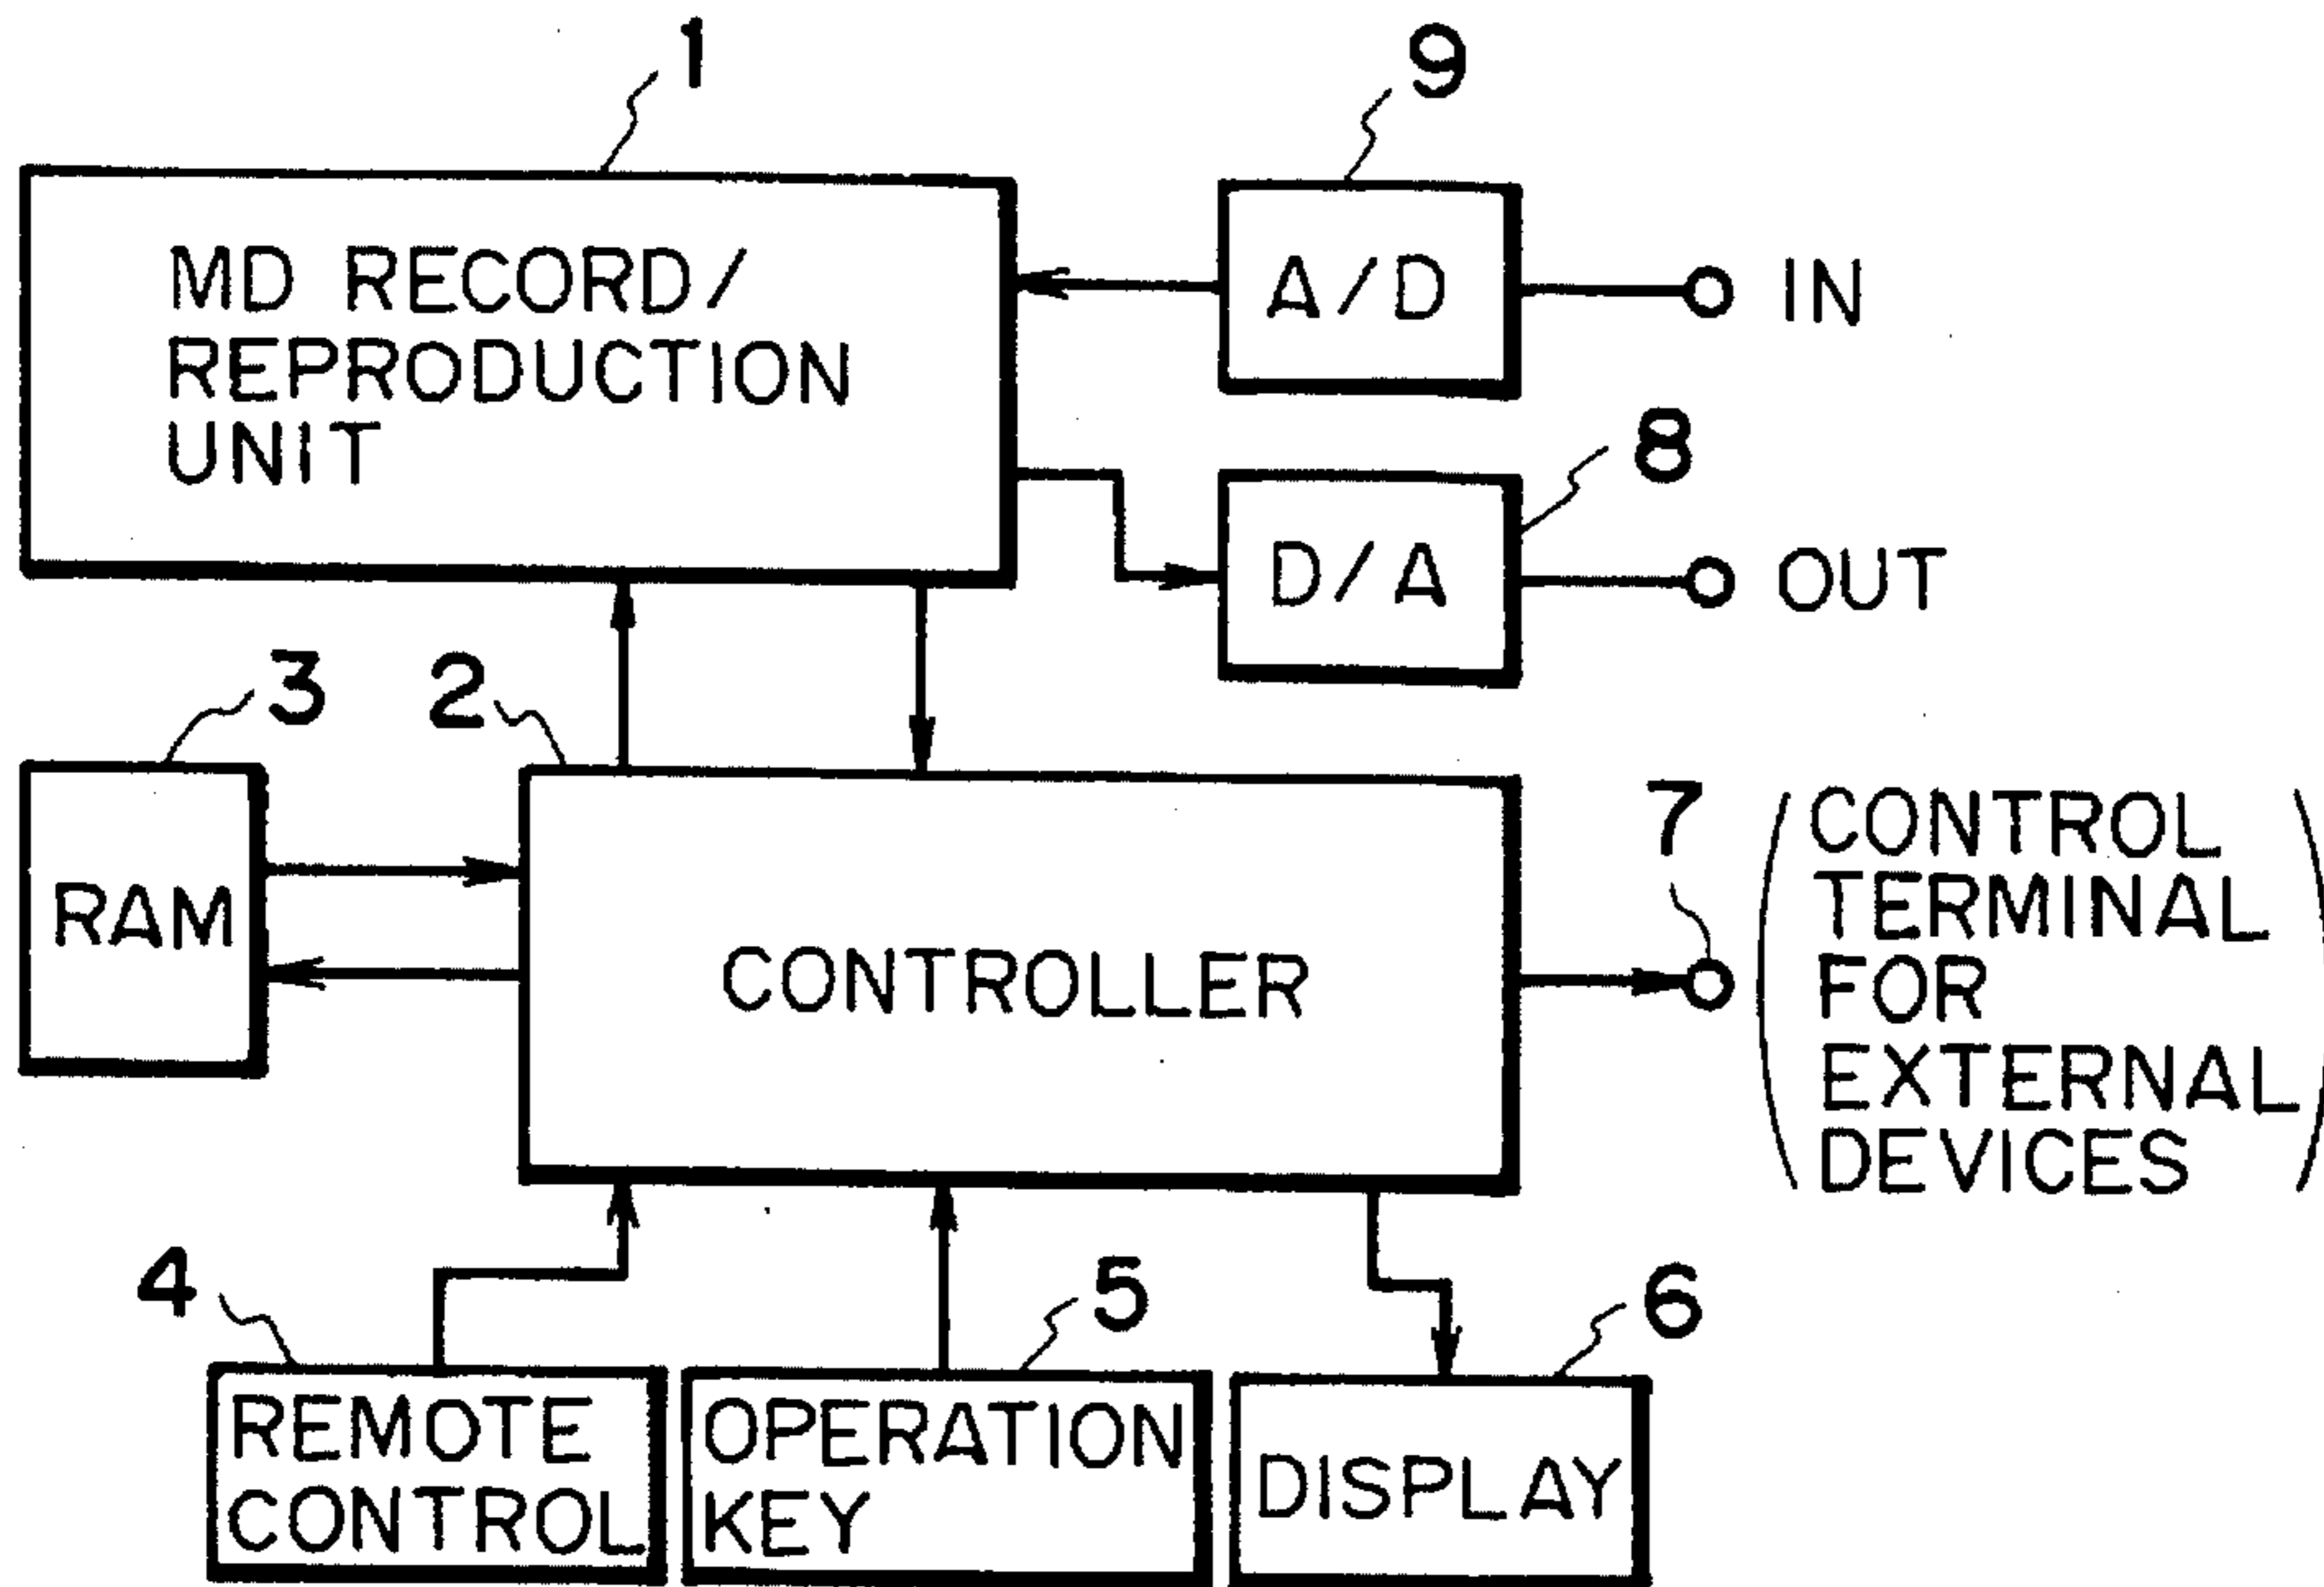 1
9
MD RECORD/
REPRODUCTION
UNIT
A/D
IN
8
D/A
OUT
3
2
7
RAM
CONTROLLER
CONTROL
TERMINAL
FOR
EXTERNAL
DEVICES
4
5
6
REMOTE
CONTROL
OPERATION
KEY
DISPLAY